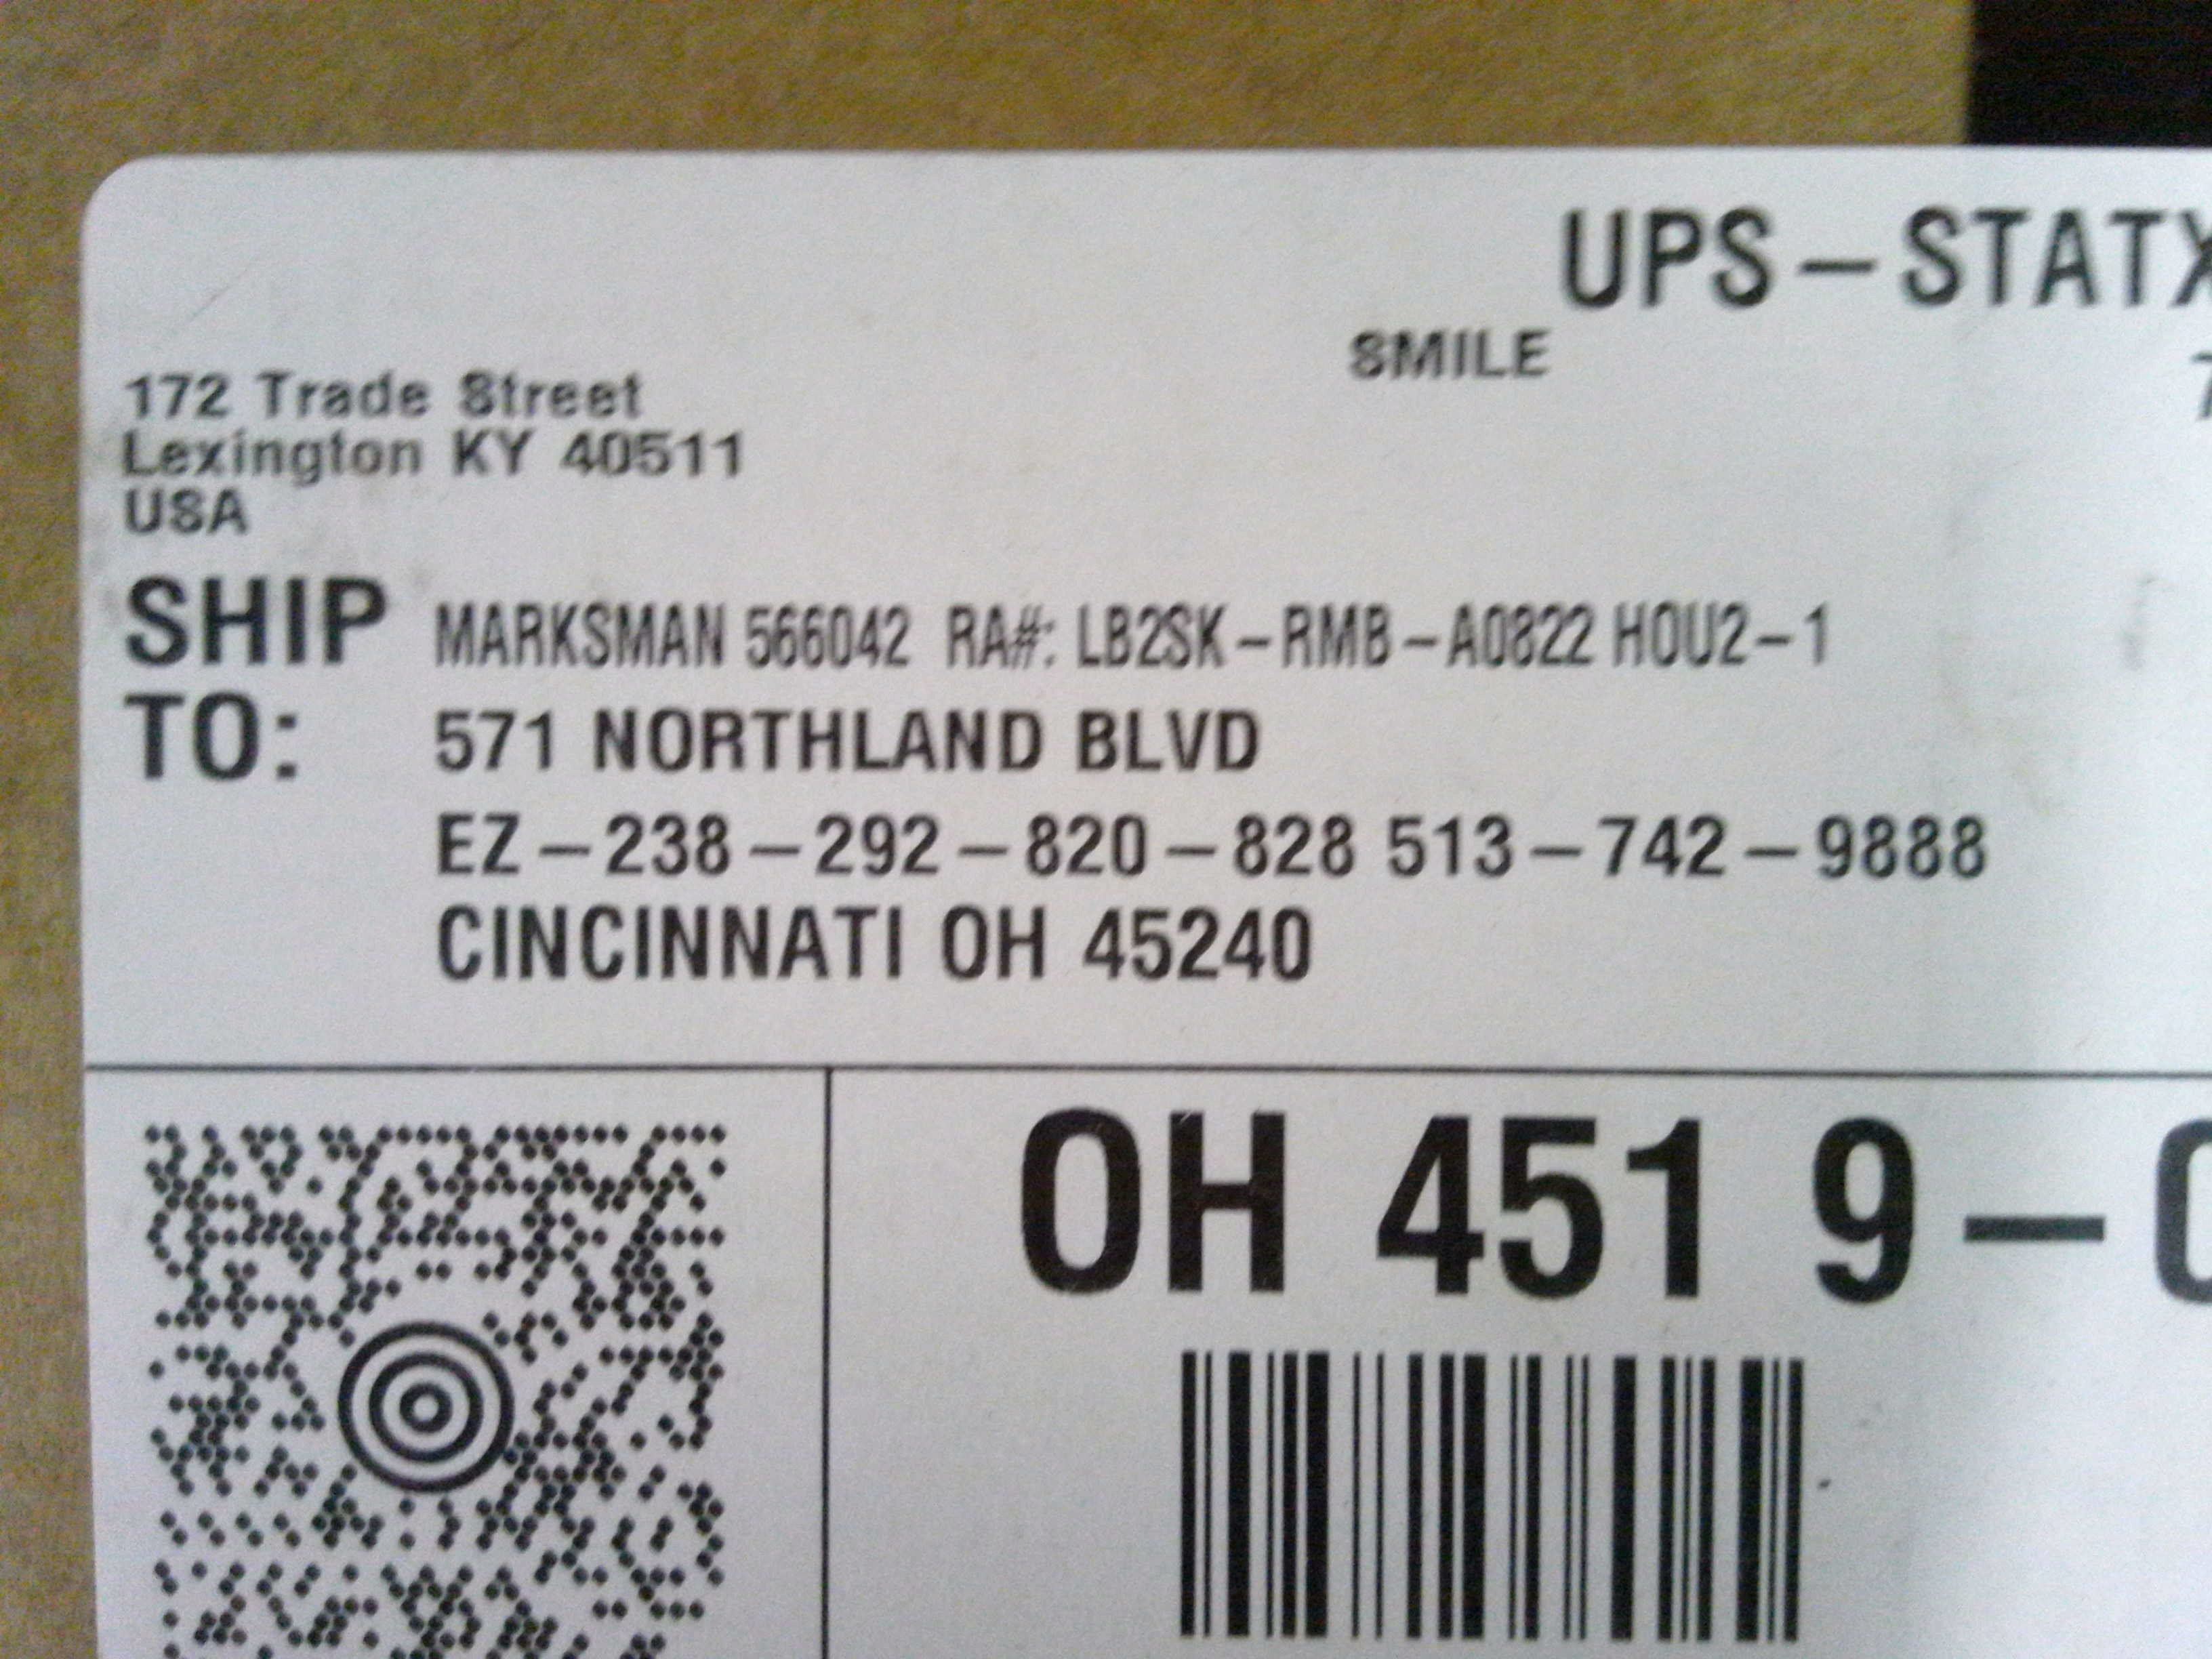 UPS-STATX
SMILE
172 Trade Street
Lexington KY 40511
USA
SHIP TO:
MARKSMAN 566042 RA#: LB2SK-RMB-A0822 HOU2-1
571 NORTHLAND BLVD
EZ-238-292-820-828 513-742-9888
CINCINNATI OH 45240
OH 451 9-